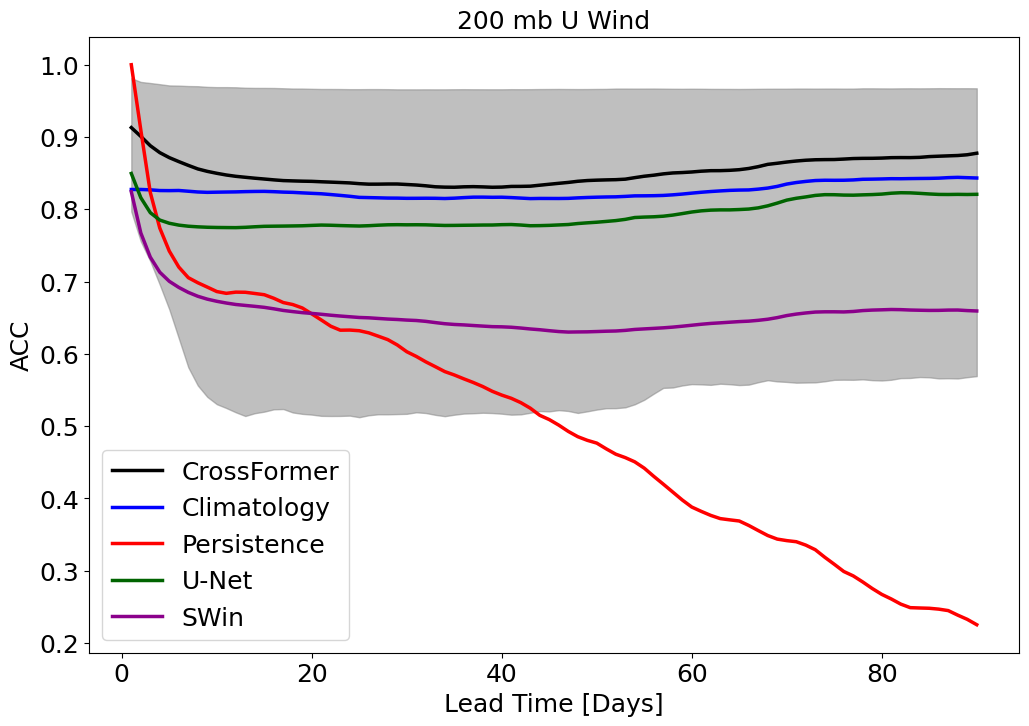 200 mb U Wind
ACC
1.0
0.9
0.8
0.7
0.6
0.5
0.4
0.3
0.2
CrossFormer
Climatology
Persistence
U-Net
SWin
0 20 40 60 80
Lead Time [Days]